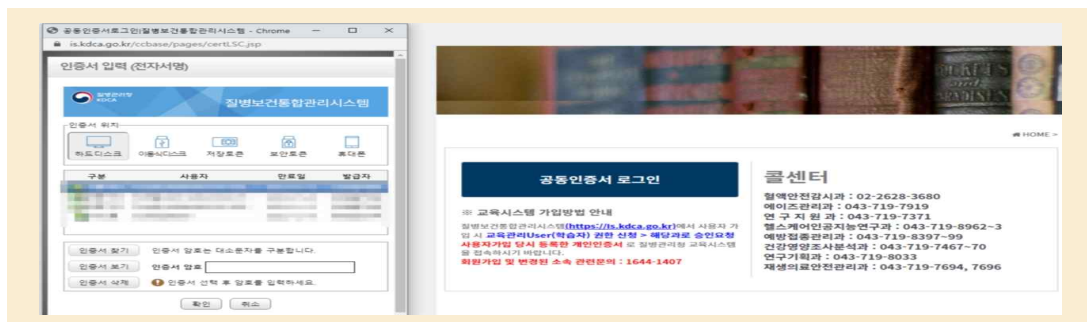 공동인증서로그인|질병보건통합관리시스템 - Chrome
is.kdca.go.kr/ccbase/pages/certLSC.jsp
인증서 입력 (전자서명)
질병관리청
KDCA
질병보건통합관리시스템
인증서 위치
하드디스크 이동식디스크 저장토큰 보안토큰 휴대폰
구분 사용자 만료일 발급자
인증서 찾기 인증서 암호는 대소문자를 구분합니다.
인증서 보기 인증서 암호
인증서 삭제 인증서 선택 후 암호를 입력하세요.
확인 취소
HOME >
공동인증서 로그인
※ 교육시스템 가입방법 안내
질병보건통합관리시스템(https://is.kdca.go.kr)에서 사용자 가
입 시 교육관리User(학습자) 권한 신청 > 해당과로 승인요청
사용자가입 당시 등록한 개인인증서 로 질병관리청 교육시스템
을 접속하시기 바랍니다.
회원가입 및 변경된 소속 관련문의 : 1644-1407
콜센터
혈액안전감시과 : 02-2628-3680
에이즈관리과 : 043-719-7919
연 구 지 원 과 : 043-719-7371
헬스케어인공지능연구과 : 043-719-8962~3
예방접종관리과 : 043-719-8397~99
건강영양조사분석과 : 043-719-7467~70
연구기획과 : 043-719-8033
재생의료안전관리과 : 043-719-7694, 7696